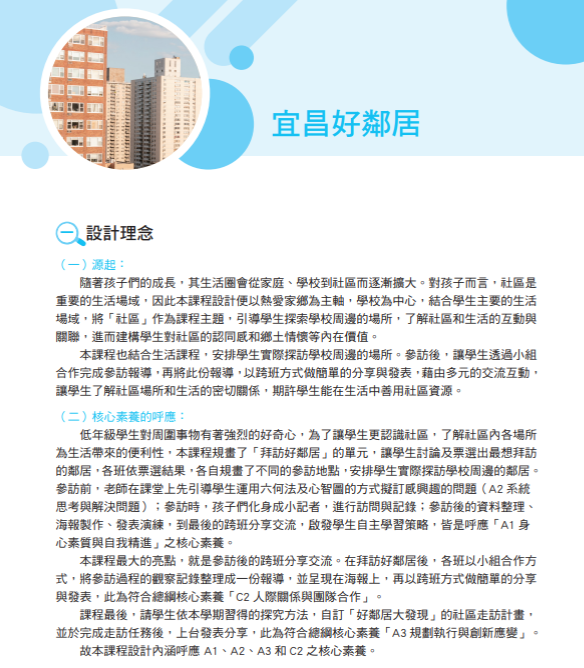 宜昌好鄰居
一 設計理念
（一）源起：
隨著孩子們的成長，其生活圈會從家庭、學校到社區而逐漸擴大。對孩子而言，社區是
重要的生活場域，因此本課程設計便以熱愛家鄉為主軸，學校為中心，結合學生主要的生活
場域，將「社區」作為課程主題，引導學生探索學校周邊的場所，了解社區和生活的互動與
關聯，進而建構學生對社區的認同感和鄉土情懷等內在價值。
本課程也結合生活課程，安排學生實際探訪學校周邊的場所。參訪後，讓學生透過小組
合作完成參訪報導，再將此份報導，以跨班方式做簡單的分享與發表，藉由多元的交流互動，
讓學生了解社區場所和生活的密切關係，期許學生能在生活中善用社區資源。
（二）核心素養的呼應：
低年級學生對周圍事物有著強烈的好奇心，為了讓學生更認識社區，了解社區內各場所
為生活帶來的便利性，本課程規畫了「拜訪好鄰居」的單元，讓學生討論及票選出最想拜訪
的鄰居，各班依票選結果，各自規畫了不同的參訪地點，安排學生實際探訪學校周邊的鄰居。
參訪前，老師在課堂上先引導學生運用六何法及心智圖的方式擬訂感興趣的問題（A2 系統
思考與解決問題）；參訪時，孩子們化身成小記者，進行訪問與記錄；參訪後的資料整理、
海報製作、發表演練，到最後的跨班分享交流，啟發學生自主學習策略，皆是呼應「A1 身
心素質與自我精進」之核心素養。
本課程最大的亮點，就是參訪後的跨班分享交流。在拜訪好鄰居後，各班以小組合作方
式，將參訪過程的觀察記錄整理成一份報導，並呈現在海報上，再以跨班方式做簡單的分享
與發表，此為符合總綱核心素養「C2 人際關係與團隊合作」。
課程最後，請學生依本學期習得的探究方法，自訂「好鄰居大發現」的社區走訪計畫，
並於完成走訪任務後，上台發表分享，此為符合總綱核心素養「A3 規劃執行與創新應變」。
故本課程設計內涵呼應 A1、A2、A3 和 C2 之核心素養。